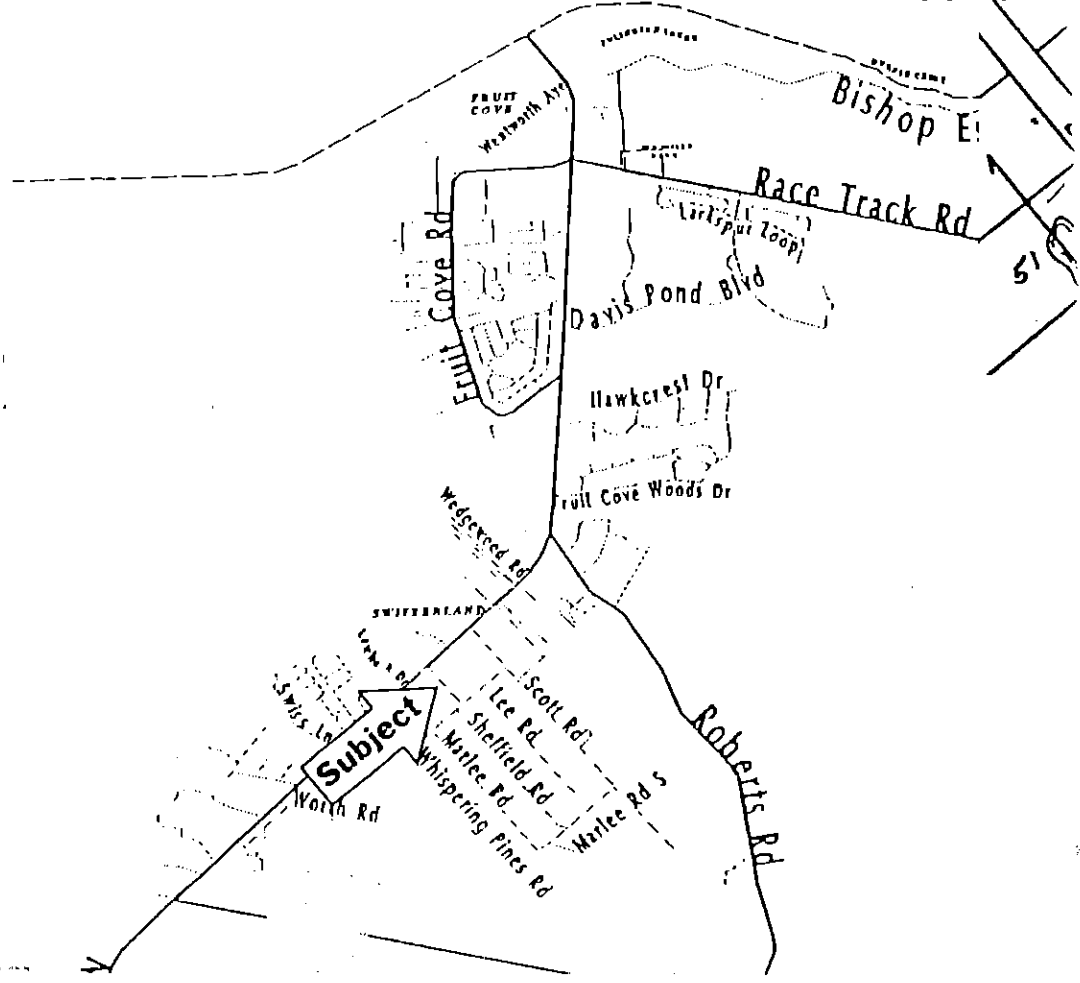 FRUIT
COVE
Wentworth Ave
Bishop Es
Race Track Rd
Larkspur Loop
Fruit Cove Rd
Davis Pond Blvd
Hawkcrest Dr
Fruit Cove Woods Dr
Wedgewood Rd
SWITZERLAND
Swiss Ln
Subject
Scott Rd
Lee Rd
Sheffield Rd
Marlee Rd
Whispering Pines Rd
Marlee Rd S
Worth Rd
Roberts Rd